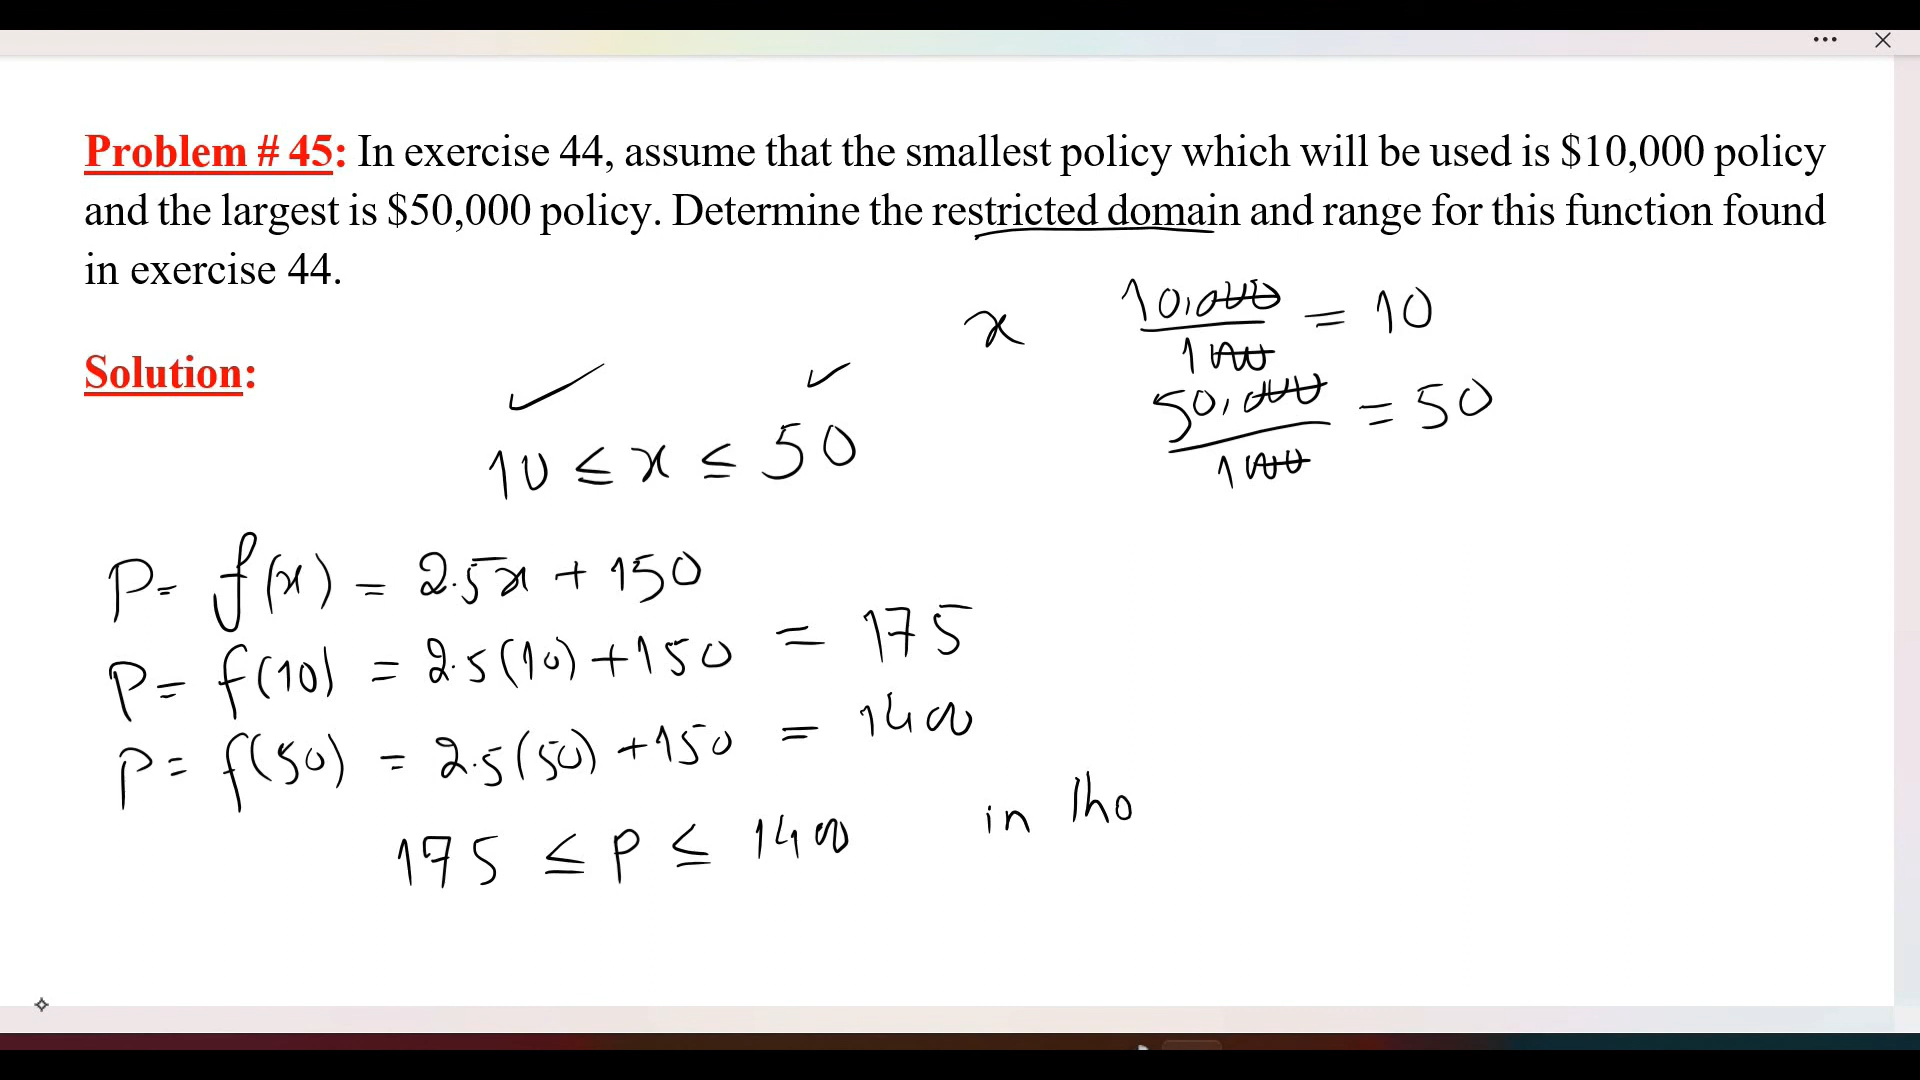 Problem # 45: In exercise 44, assume that the smallest policy which will be used is $10,000 policy
and the largest is $50,000 policy. Determine the restricted domain and range for this function found
in exercise 44.
x 10,000/1000 = 10
Solution:
50,000/1000 = 50
10 ≤ x ≤ 50
P = f(x) = 2.5x + 150
P = f(10) = 2.5(10) + 150 = 175
P = f(50) = 2.5(50) + 150 = 1400
175 ≤ P ≤ 1400 in tho